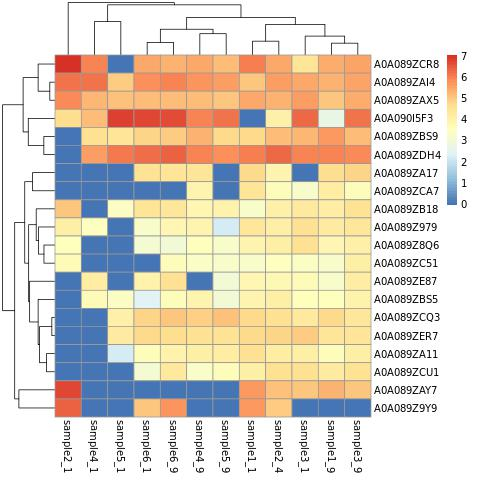 A0A089ZCR8
A0A089ZAI4
A0A089ZAX5
A0A090I5F3
A0A089ZBS9
A0A089ZDH4
A0A089ZA17
A0A089ZCA7
A0A089ZB18
A0A089Z979
A0A089Z8Q6
A0A089ZC51
A0A089ZE87
A0A089ZBS5
A0A089ZCQ3
A0A089ZER7
A0A089ZA11
A0A089ZCU1
A0A089ZAY7
A0A089Z9Y9
7
6
5
4
3
2
1
0
sample2_1
sample4_1
sample5_1
sample6_1
sample6_9
sample4_9
sample5_9
sample1_1
sample2_4
sample3_1
sample1_9
sample3_9